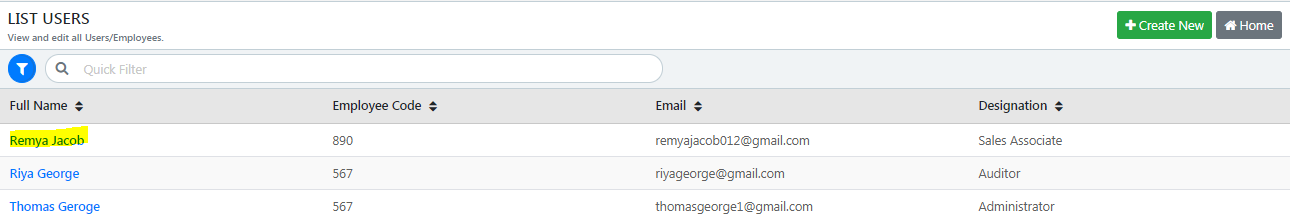 LIST USERS
View and edit all Users/Employees.
Create New Home
Quick Filter
Full Name Employee Code Email Designation
Remya Jacob 890 remyajacob012@gmail.com Sales Associate
Riya George 567 riyageorge@gmail.com Auditor
Thomas Geroge 567 thomasgeorge1@gmail.com Administrator